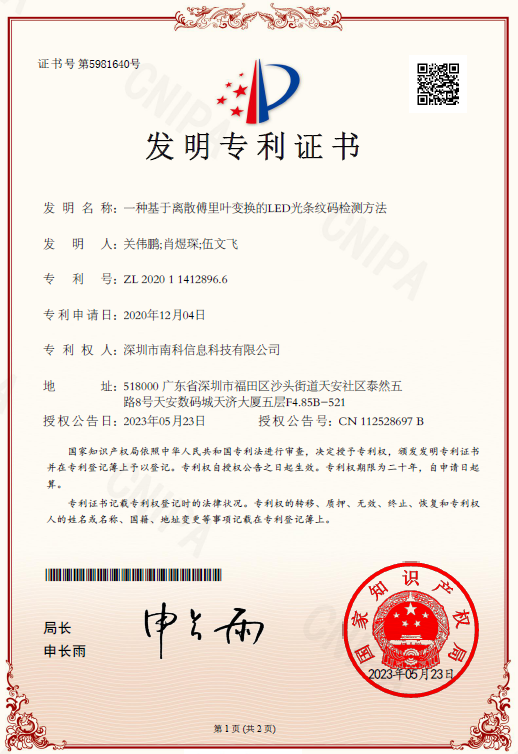 证书号第5981640号
发明专利证书
发明名称：一种基于离散傅里叶变换的LED光条纹码检测方法
发明人：关伟鹏;肖煜琛;伍文飞
专利号：ZL 2020 1 1412896.6
专利申请日：2020年12月04日
专利权人：深圳市南科信息科技有限公司
地址：518000 广东省深圳市福田区沙头街道天安社区泰然五
路8号天安数码城天济大厦五层F4.85B-521
授权公告日：2023年05月23日 授权公告号：CN 112528697 B
国家知识产权局依照中华人民共和国专利法进行审查，决定授予专利权，颁发发明专利证书
并在专利登记簿上予以登记。专利权自授权公告之日起生效。专利权期限为二十年，自申请日起
算。
专利证书记载专利权登记时的法律状况。专利权的转移、质押、无效、终止、恢复和专利权
人的姓名或名称、国籍、地址变更等事项记载在专利登记簿上。
局长
申长雨
申长雨
国家知识产权局
2023年05月23日
第 1 页 (共 2 页)
CNIPA
CNIPA
CNIPA
CNIPA